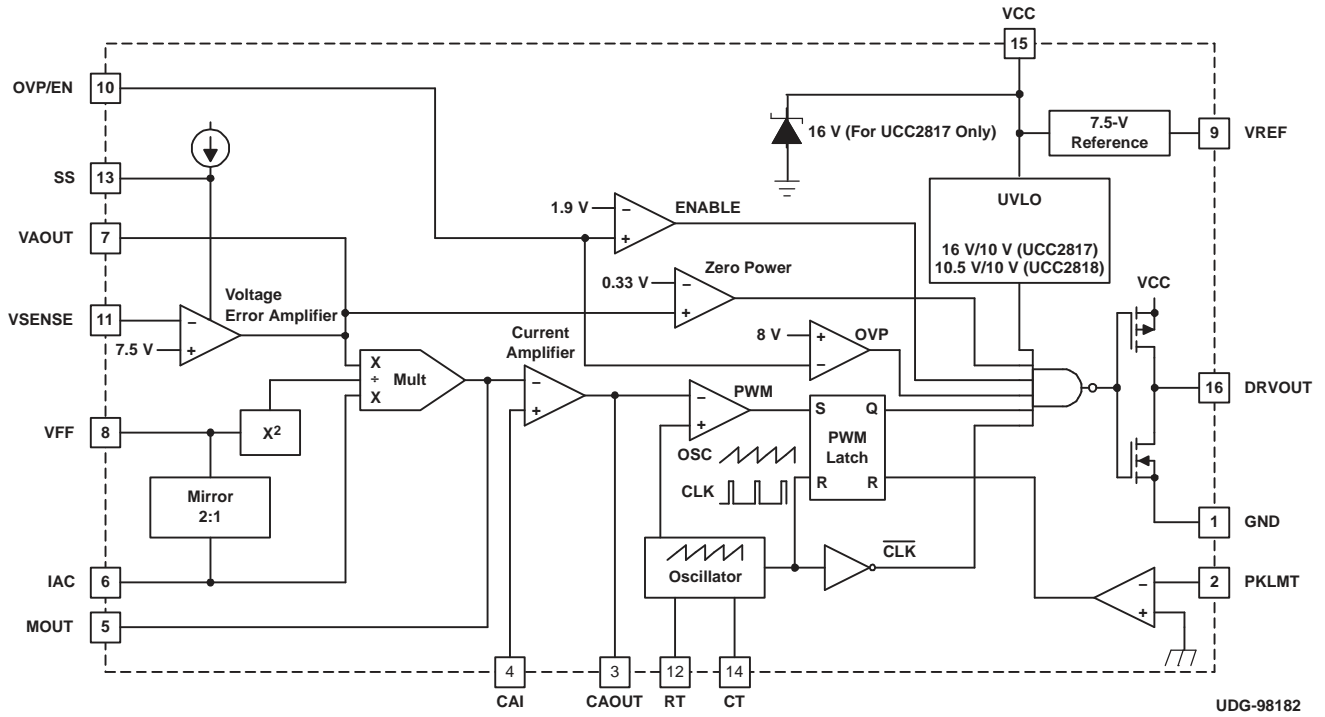 VCC
15
OVP/EN
10
16 V (For UCC2817 Only)
7.5-V
Reference
9
VREF
SS
13
1.9 V
−
+
ENABLE
UVLO
16 V/10 V (UCC2817)
10.5 V/10 V (UCC2818)
VAOUT
7
Zero Power
0.33 V
−
+
VCC
VSENSE
11
Voltage
Error Amplifier
−
+
7.5 V
Current
Amplifier
8 V
+
−
OVP
X
÷
X
Mult
−
+
−
+
PWM
16
DRVOUT
VFF
8
X2
S
Q
PWM
Latch
R
R
OSC
CLK
Mirror
2:1
1
GND
CLK
Oscillator
IAC
6
−
+
2
PKLMT
MOUT
5
4
3
12
14
CAI
CAOUT
RT
CT
UDG-98182